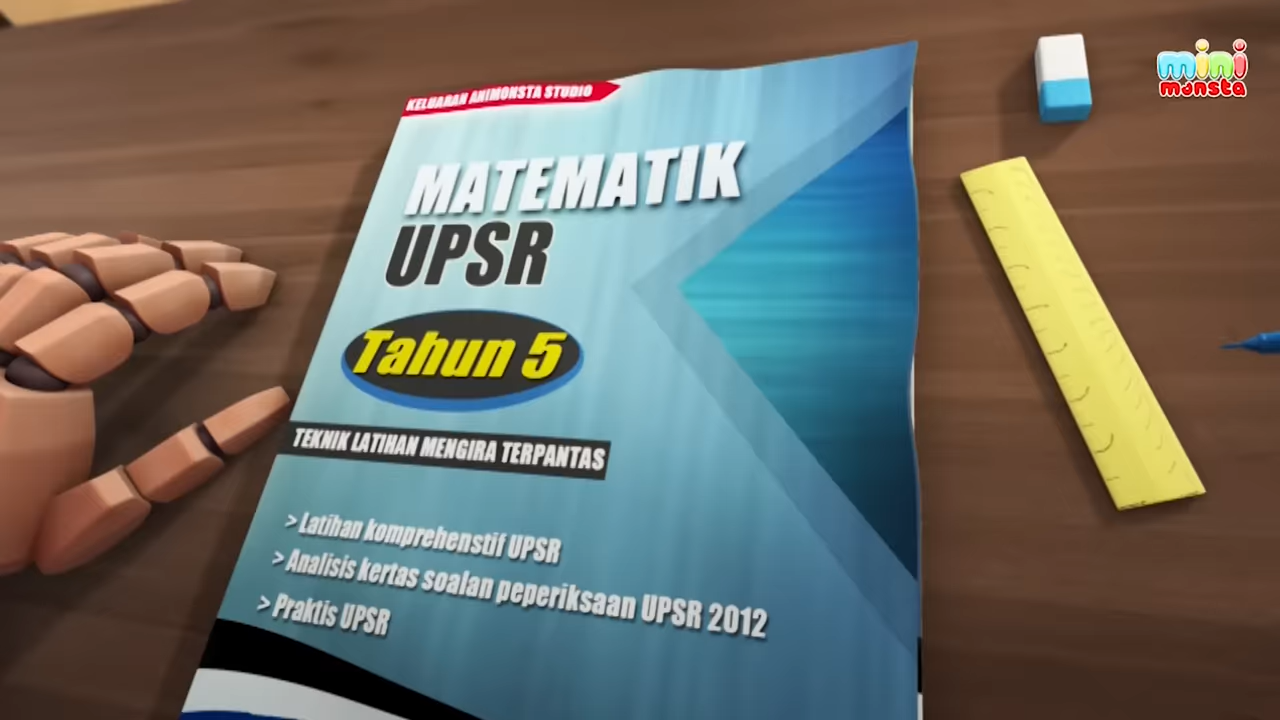 mini
monsta
KELUARAN ANIMONSTA STUDIO
MATEMATIK
UPSR
Tahun 5
TEKNIK LATIHAN MENGIRA TERPANTAS
> Latihan komprehenstif UPSR
> Analisis kertas soalan peperiksaan UPSR 2012
> Praktis UPSR